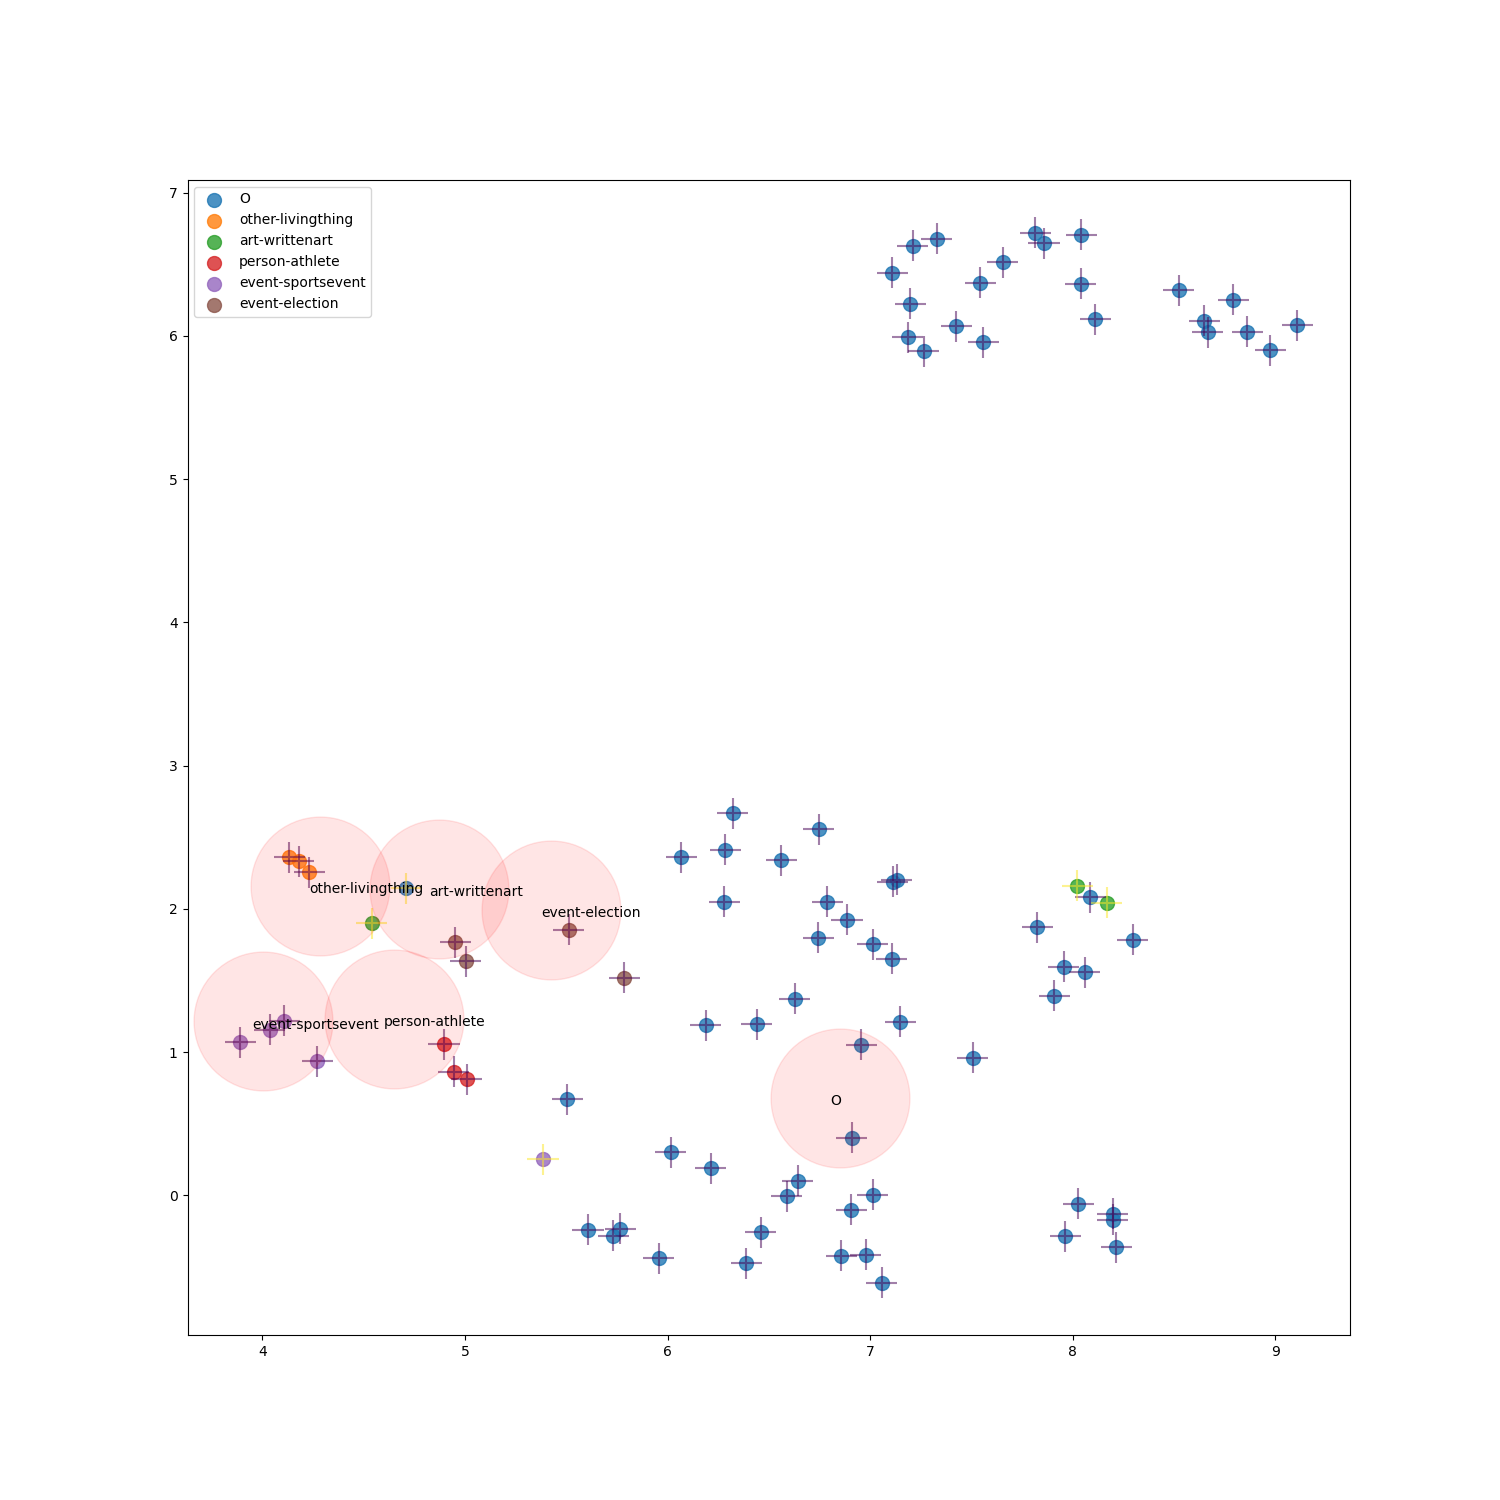 7
O
other-livingthing
art-writtenart
person-athlete
event-sportsevent
event-election
6
5
4
3
other-livingthing
art-writtenart
event-election
2
event-sportsevent
person-athlete
1
O
0
4 5 6 7 8 9